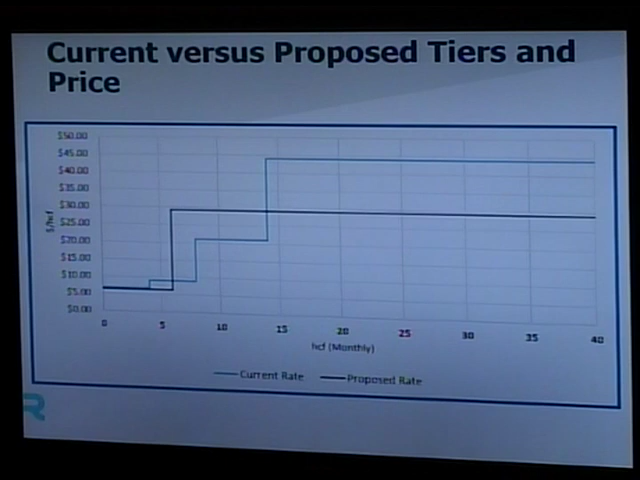 Current versus Proposed Tiers and
Price
$50.00
$45.00
$40.00
$35.00
$30.00
$25.00
$20.00
$15.00
$10.00
$5.00
$0.00
$/hcf
0 5 10 15 20 25 30 35 40
hcf (Monthly)
Current Rate Proposed Rate
R